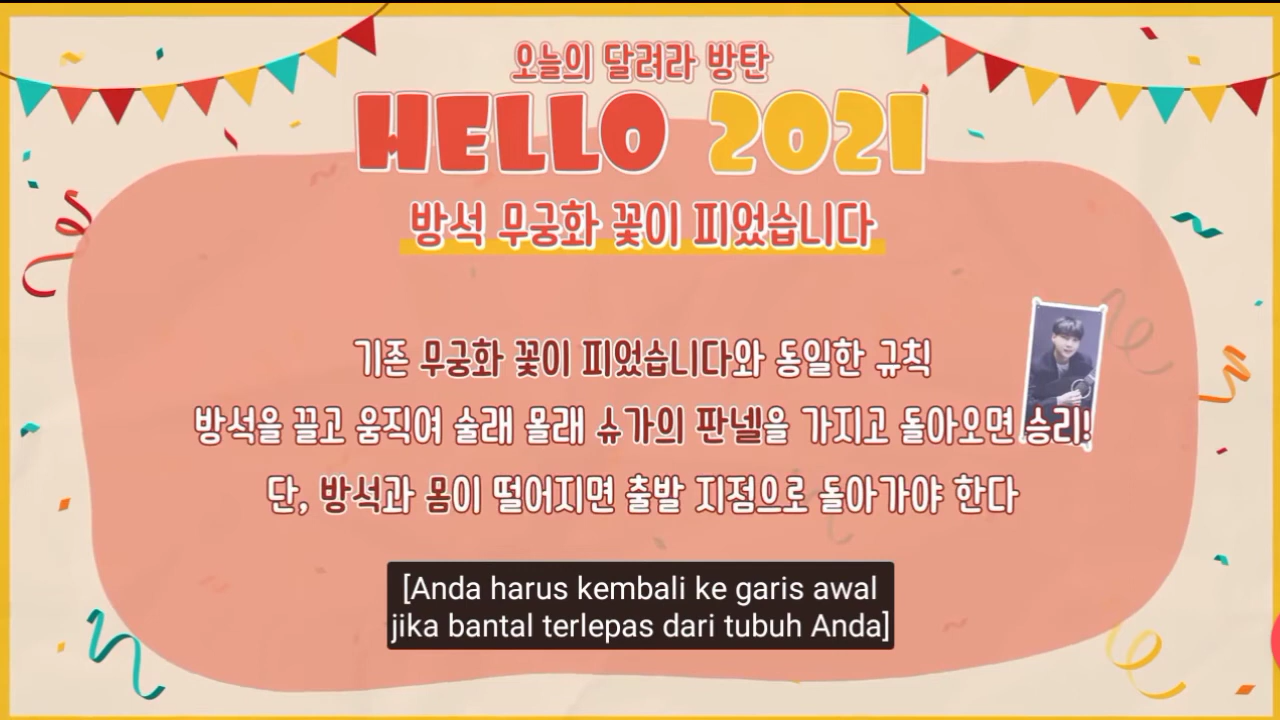 오늘의 달려라 방탄
HELLO 2021
방석 무궁화 꽃이 피었습니다
기존 무궁화 꽃이 피었습니다와 동일한 규칙
방석을 끌고 움직여 술래 몰래 슈가의 판넬을 가지고 돌아오면 승리!
단, 방석과 몸이 떨어지면 출발 지점으로 돌아가야 한다
[Anda harus kembali ke garis awal
jika bantal terlepas dari tubuh Anda]